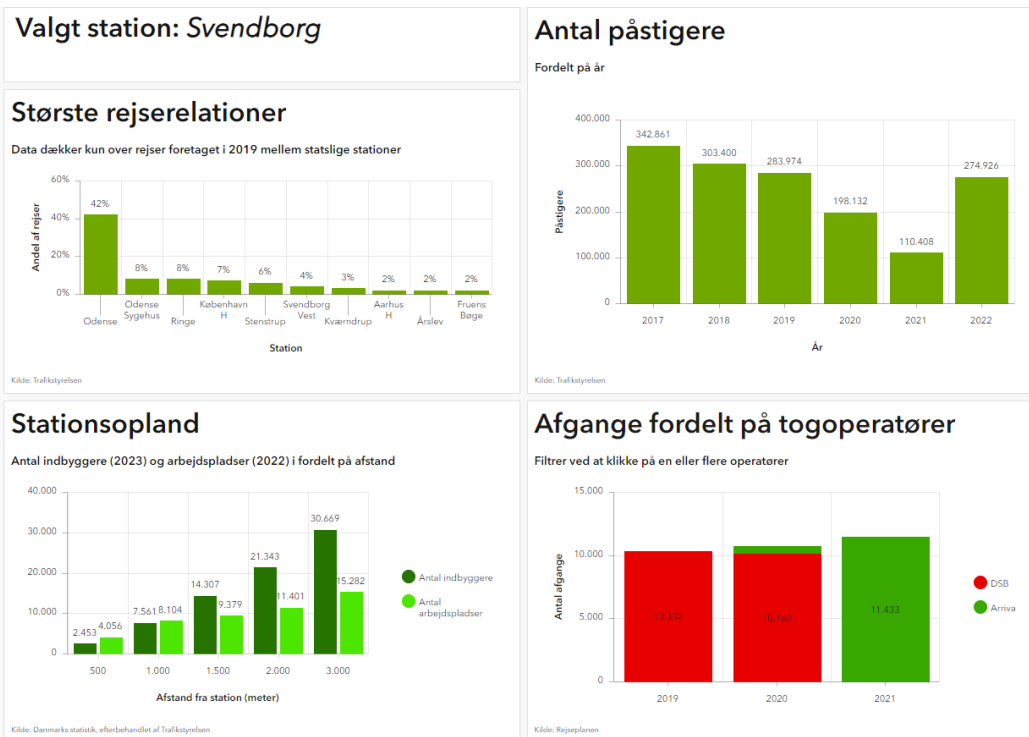 Valgt station: Svendborg
Største rejserelationer
Data dækker kun over rejser foretaget i 2019 mellem statslige stationer
Andel af rejser
60%
40%
20%
0%
42%
8%
8%
7%
6%
4%
3%
2%
2%
2%
Odense
Odense
Sygehus
Ringe
København
H
Stenstrup
Svendborg
Vest
Kværndrup
Aarhus
H
Årslev
Fruens
Bøge
Station
Kilde: Trafikstyrelsen
Antal påstigere
Fordelt på år
Påstigere
400.000
300.000
200.000
100.000
0
342.861
303.400
283.974
198.132
110.408
274.926
2017
2018
2019
2020
2021
2022
År
Kilde: Trafikstyrelsen
Stationsopland
Antal indbyggere (2023) og arbejdspladser (2022) i fordelt på afstand
40.000
30.000
20.000
10.000
0
2.453
4.056
7.561
8.104
14.307
9.379
21.343
11.401
30.669
15.282
500
1.000
1.500
2.000
3.000
Afstand fra station (meter)
Antal indbyggere
Antal
arbejdspladser
Kilde: Danmarks statistik, efterbehandlet af Trafikstyrelsen
Afgange fordelt på togoperatører
Filtrer ved at klikke på en eller flere operatører
Antal afgange
15.000
10.000
5.000
0
10.332
10.160
11.433
2019
2020
2021
DSB
Arriva
Kilde: Rejseplanen